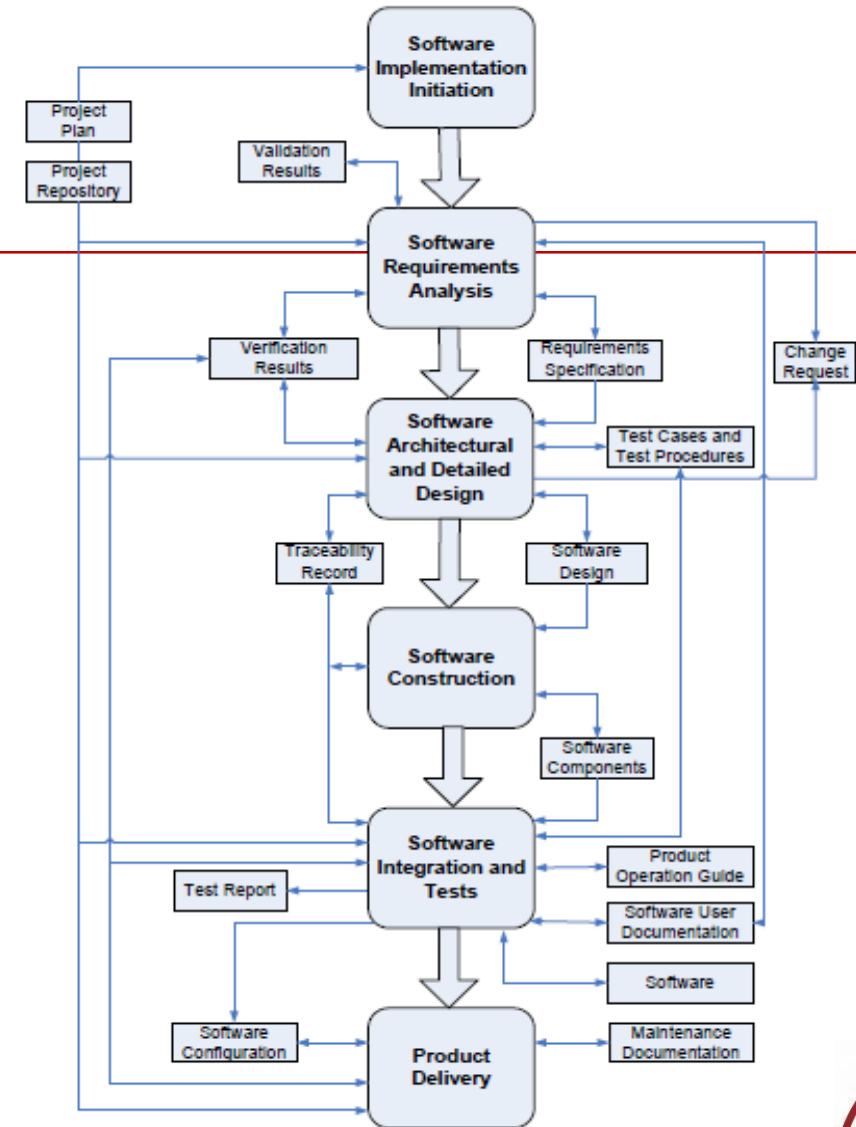 Software
Implementation
Initiation
Project
Plan
Validation
Results
Project
Repository
Software
Requirements
Analysis
Verification
Results
Requirements
Specification
Change
Request
Software
Architectural
and Detailed
Design
Test Cases and
Test Procedures
Traceability
Record
Software
Design
Software
Construction
Software
Components
Software
Integration and
Tests
Product
Operation Guide
Test Report
Software User
Documentation
Software
Software
Configuration
Product
Delivery
Maintenance
Documentation